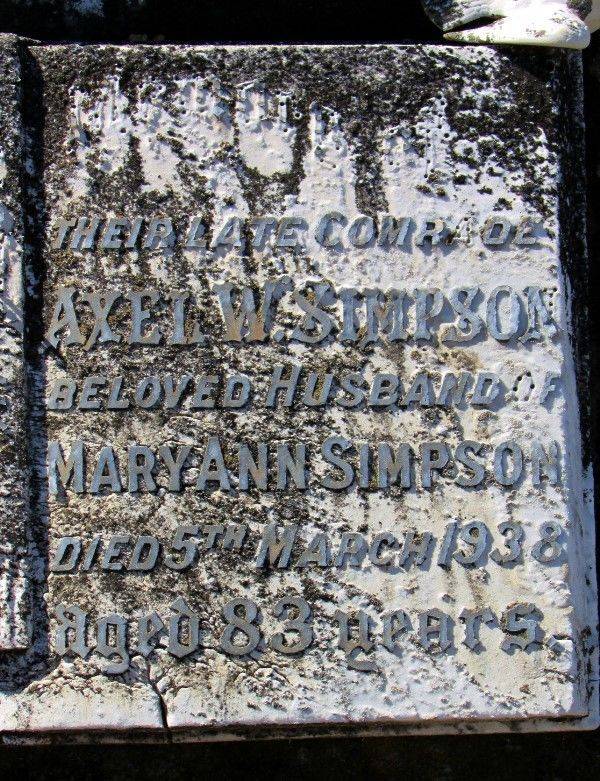 THEIR LATE COMRADE
AXEL W. SIMPSON
BELOVED HUSBAND OF
MARY ANN SIMPSON
DIED 5TH MARCH 1938
aged 83 years.